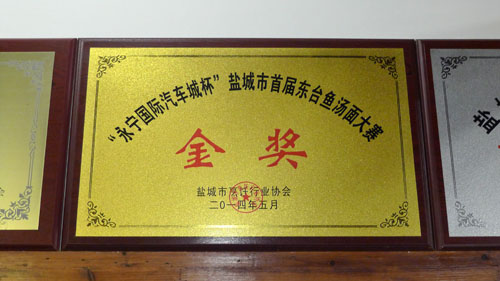 “永宁国际汽车城杯”盐城市首届东台鱼汤面大赛
金奖
盐城市烹饪行业协会
二〇一四年五月
盐